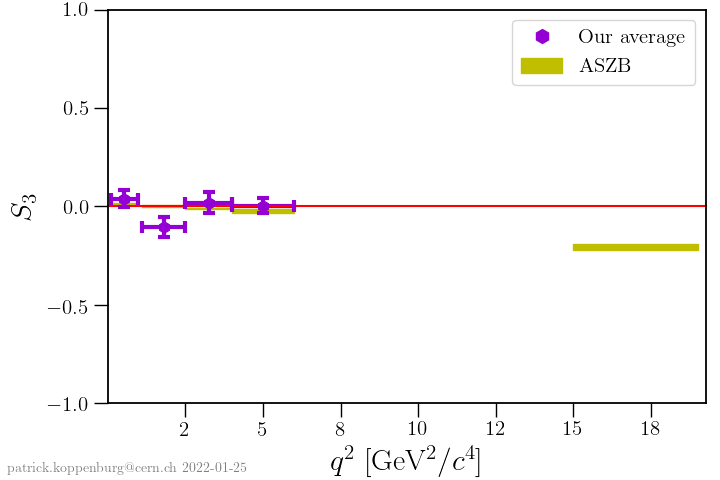 1.0
Our average
ASZB
0.5
0.0
S₃
−0.5
−1.0
2 5 8 10 12 15 18
q² [GeV²/c⁴]
patrick.koppenburg@cern.ch 2022-01-25